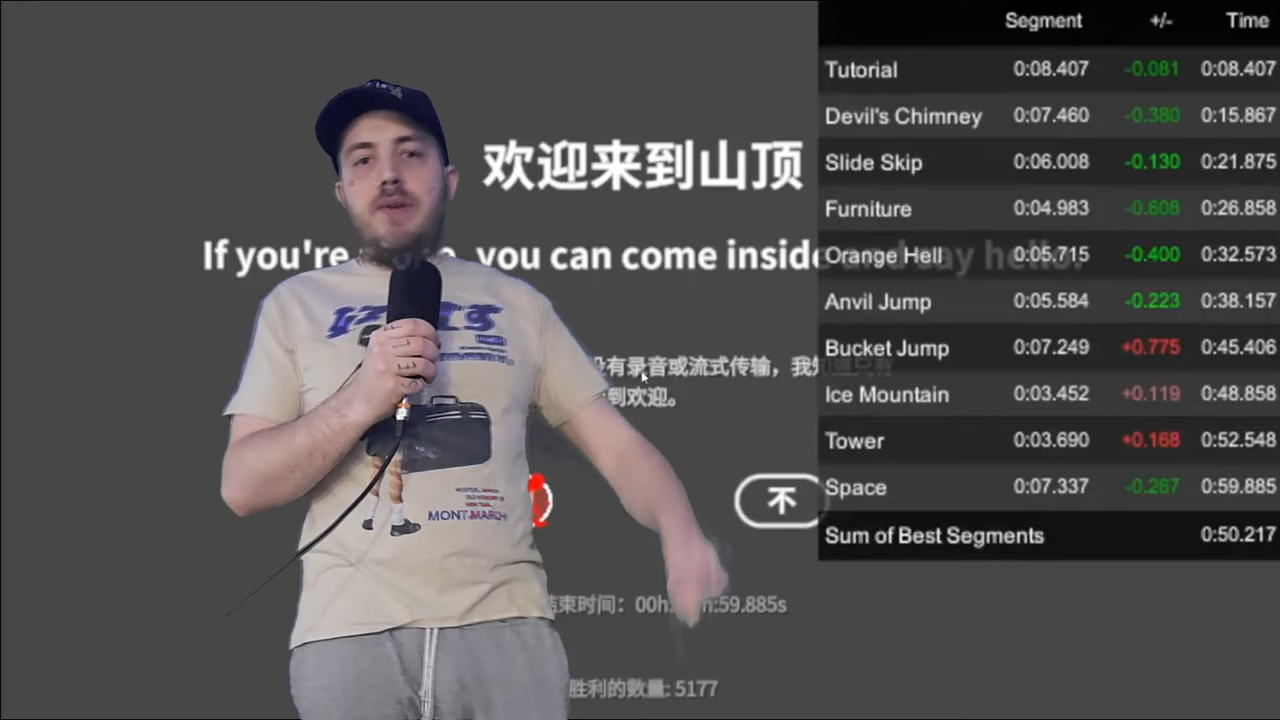 欢迎来到山顶
If you're you can come inside and say hello.
没有录音或流式传输，我
到欢迎。
不
结束时间：00h: :59.885s
胜利的数量: 5177
MONT.MARCH
Segment +/- Time
Tutorial 0:08.407 -0.081 0:08.407
Devil's Chimney 0:07.460 -0.380 0:15.867
Slide Skip 0:06.008 -0.130 0:21.875
Furniture 0:04.983 -0.608 0:26.858
Orange Hell 0:05.715 -0.400 0:32.573
Anvil Jump 0:05.584 -0.223 0:38.157
Bucket Jump 0:07.249 +0.775 0:45.406
Ice Mountain 0:03.452 +0.119 0:48.858
Tower 0:03.690 +0.168 0:52.548
Space 0:07.337 -0.267 0:59.885
Sum of Best Segments 0:50.217